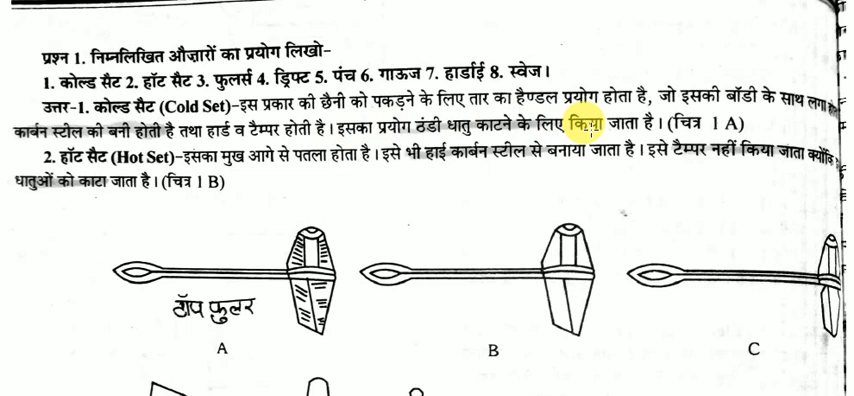 प्रश्न 1. निम्नलिखित औज़ारों का प्रयोग लिखो-
1. कोल्ड सैट 2. हॉट सैट 3. फुलर्स 4. ड्रिफ्ट 5. पंच 6. गाऊज 7. हार्डाई 8. स्वेज।
उत्तर-1. कोल्ड सैट (Cold Set)-इस प्रकार की छैनी को पकड़ने के लिए तार का हैण्डल प्रयोग होता है, जो इसकी बॉडी के साथ लगा
कार्बन स्टील की बनी होती है तथा हार्ड व टैम्पर होती है। इसका प्रयोग ठंडी धातु काटने के लिए किया जाता है। (चित्र 1 A)
2. हॉट सैट (Hot Set)-इसका मुख आगे से पतला होता है। इसे भी हाई कार्बन स्टील से बनाया जाता है। इसे टैम्पर नहीं किया जाता क्योंकि
धातुओं को काटा जाता है। (चित्र 1 B)
टॉप फुलर
A B C